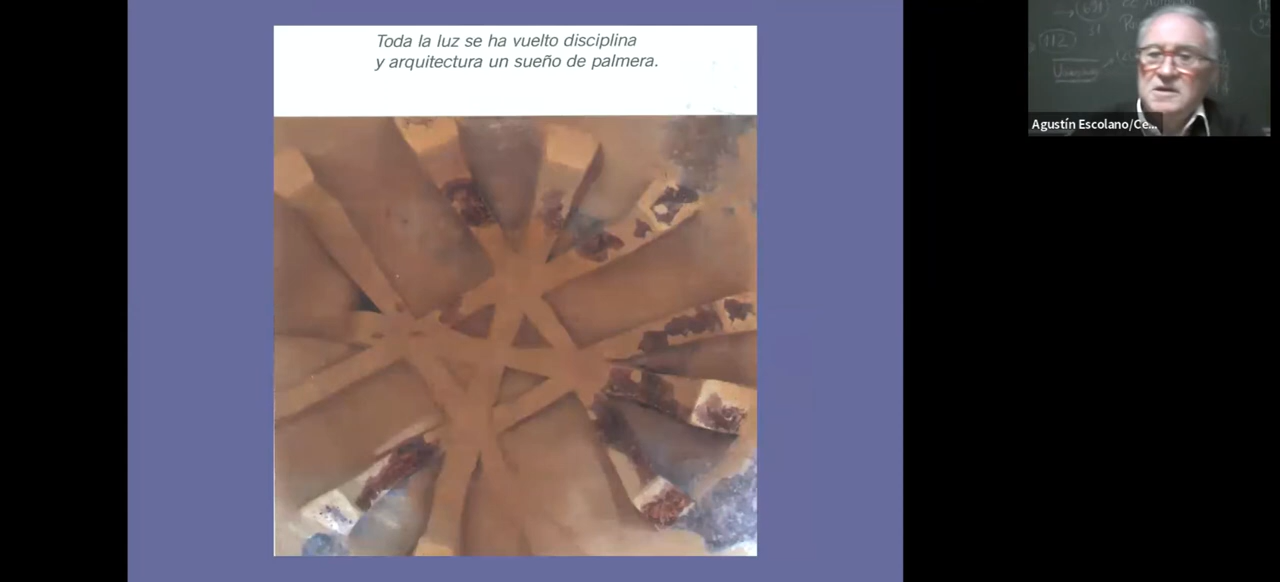 Toda la luz se ha vuelto disciplina
y arquitectura un sueño de palmera.
Agustín Escolano/Ce...